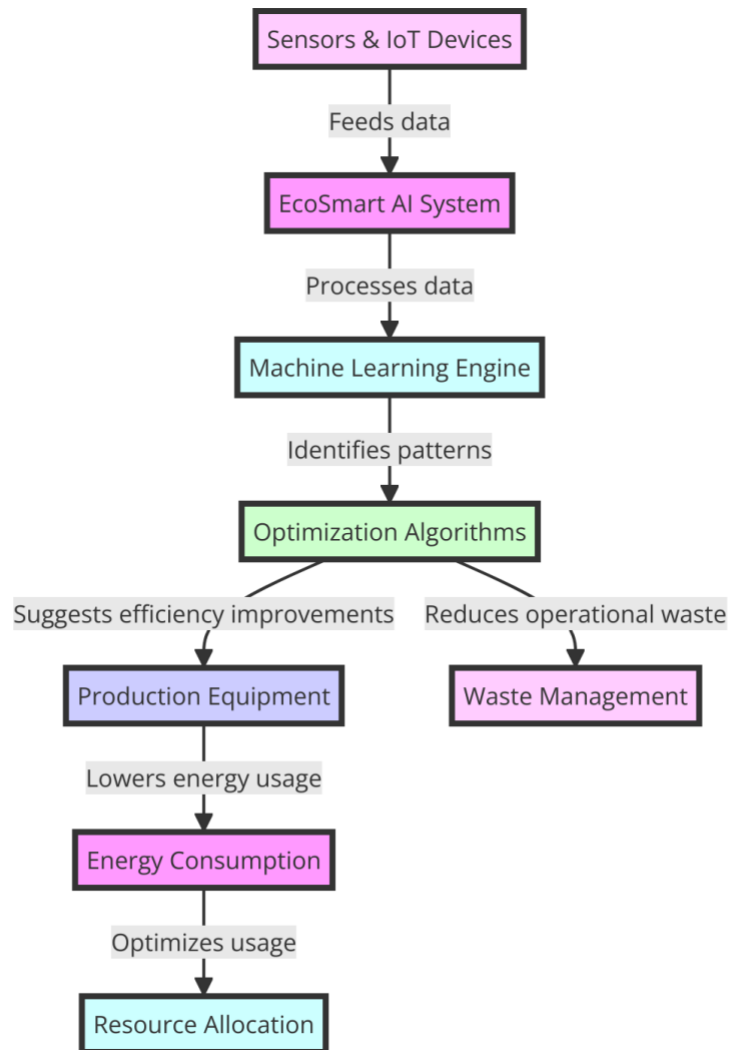 Sensors & IoT Devices
Feeds data
EcoSmart AI System
Processes data
Machine Learning Engine
Identifies patterns
Optimization Algorithms
Suggests efficiency improvements
Reduces operational waste
Production Equipment
Waste Management
Lowers energy usage
Energy Consumption
Optimizes usage
Resource Allocation